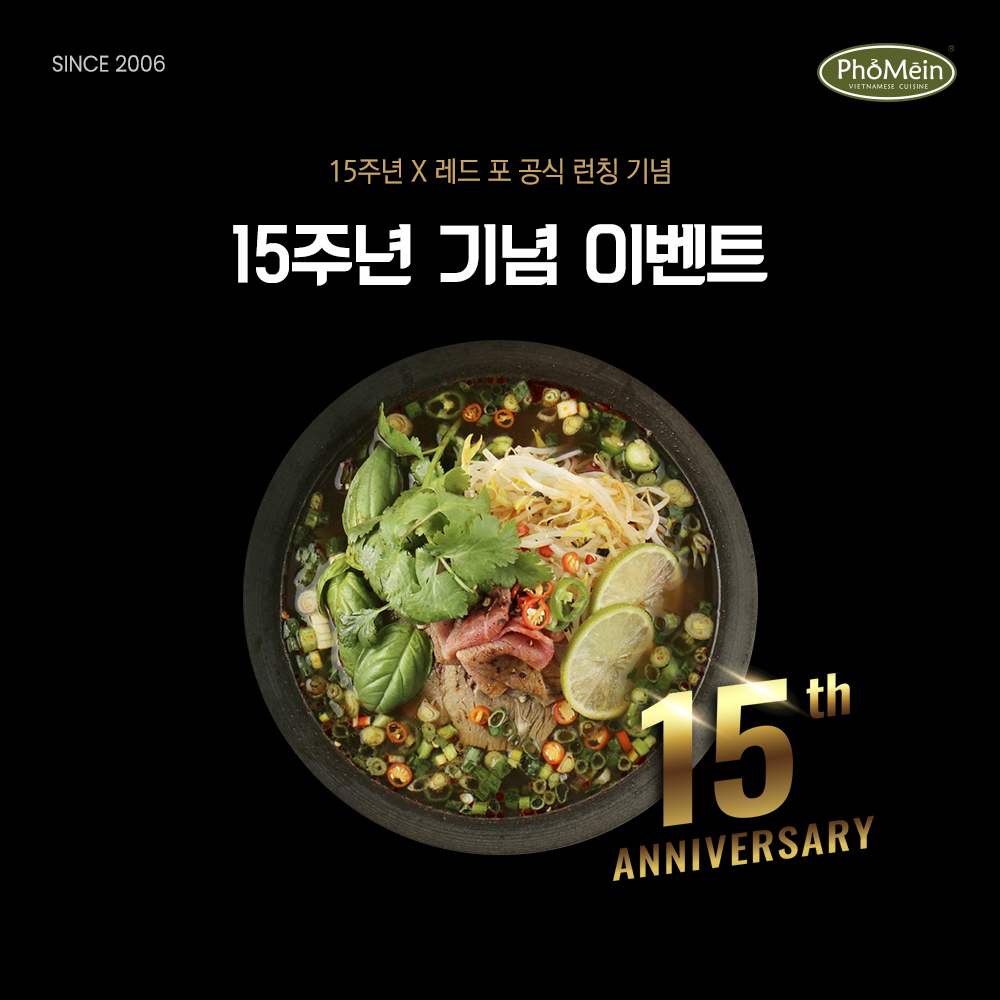 SINCE 2006
PhỏMēin®
VIETNAMESE CUISINE
15주년 X 레드 포 공식 런칭 기념
15주년 기념 이벤트
15th
ANNIVERSARY